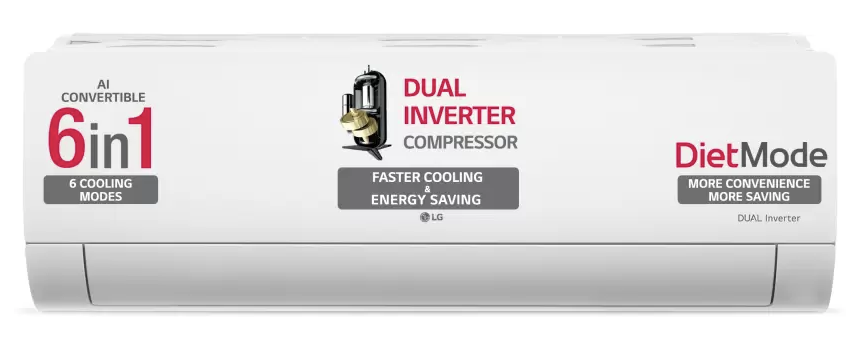 AI
CONVERTIBLE
6in1
6 COOLING
MODES
DUAL
INVERTER
COMPRESSOR
FASTER COOLING
&
ENERGY SAVING
LG
DietMode
MORE CONVENIENCE
MORE SAVING
DUAL Inverter